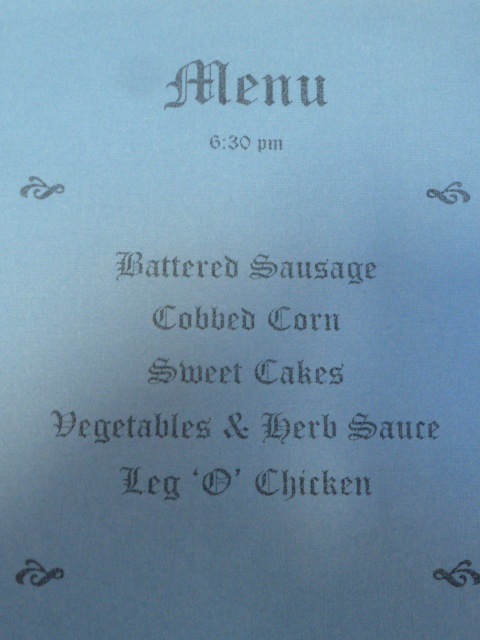 Menu
6:30 pm
Battered Sausage
Cobbed Corn
Sweet Cakes
Vegetables & Herb Sauce
Leg 'O' Chicken